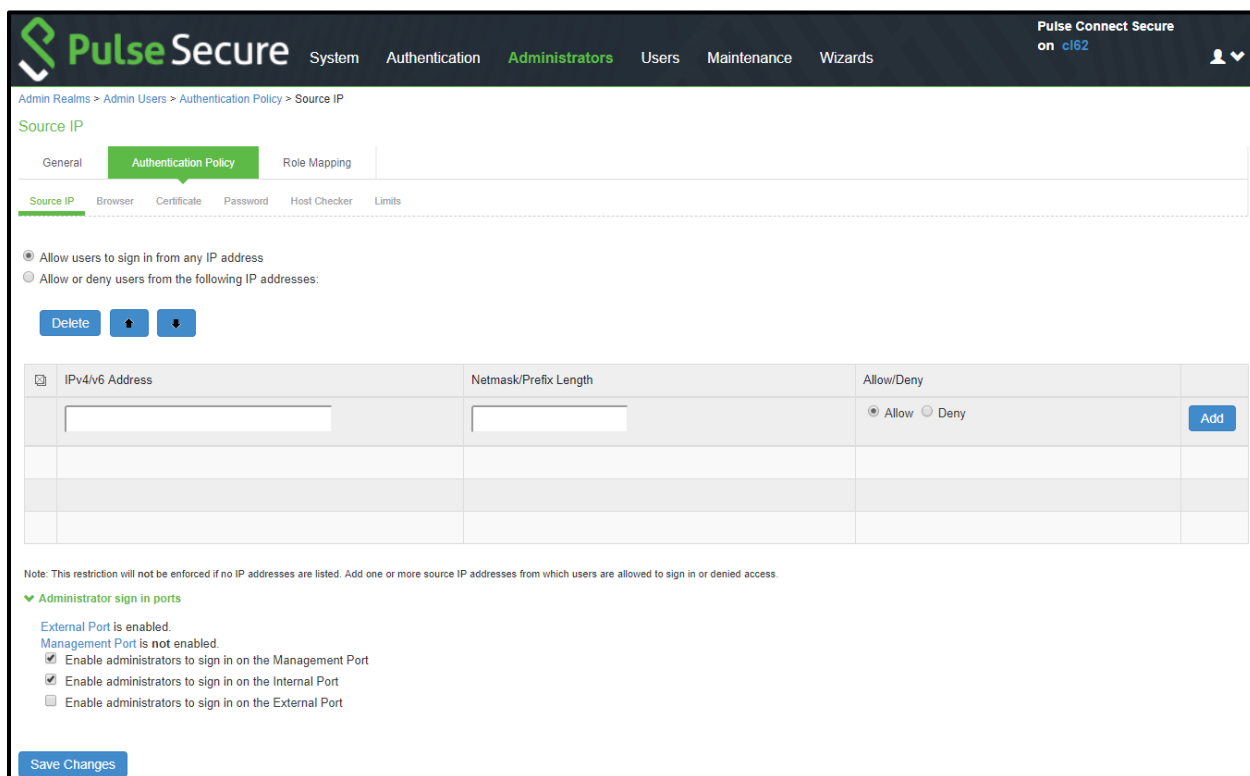 Pulse Secure
System Authentication Administrators Users Maintenance Wizards
Pulse Connect Secure
on cl62
Admin Realms > Admin Users > Authentication Policy > Source IP
Source IP
General Authentication Policy Role Mapping
Source IP Browser Certificate Password Host Checker Limits
Allow users to sign in from any IP address
Allow or deny users from the following IP addresses:
Delete
IPv4/v6 Address Netmask/Prefix Length Allow/Deny
Allow Deny Add
Note: This restriction will not be enforced if no IP addresses are listed. Add one or more source IP addresses from which users are allowed to sign in or denied access.
Administrator sign in ports
External Port is enabled.
Management Port is not enabled.
Enable administrators to sign in on the Management Port
Enable administrators to sign in on the Internal Port
Enable administrators to sign in on the External Port
Save Changes